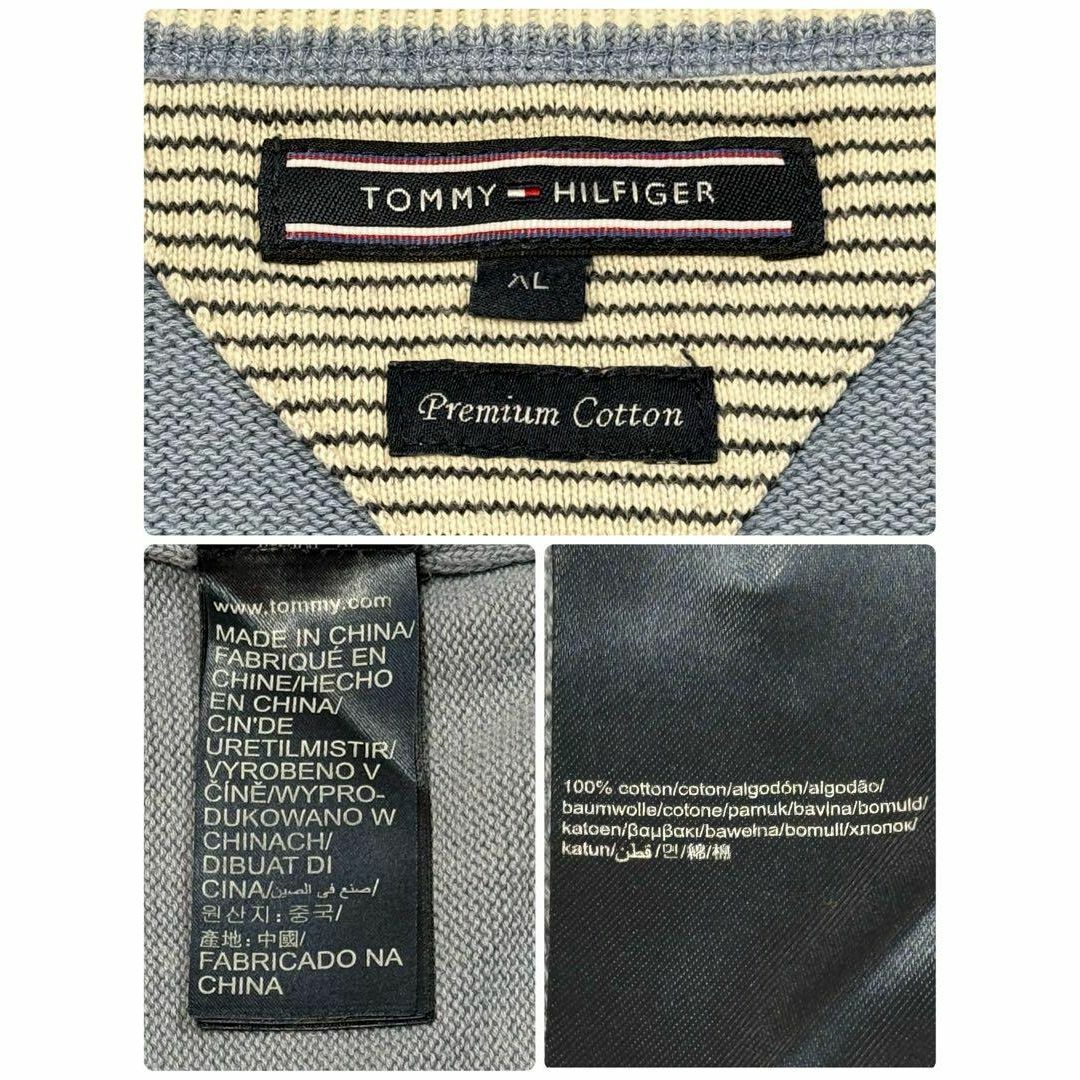 TOMMY HILFIGER
XL
Premium Cotton
www.tommy.com
MADE IN CHINA/
FABRIQUÉ EN
CHINE/HECHO
EN CHINA/
CIN'DE
URETILMISTIR/
VYROBENO V
ČÍNĚ/WYPRO-
DUKOWANO W
CHINACH/
DIBUAT DI
CINA/صنع في الصين/
원산지: 중국/
產地: 中國/
FABRICADO NA
CHINA
100% cotton/coton/algodón/algodão/
baumwolle/cotone/pamuk/bavlna/bomuld/
katoen/βαμβακι/bawełna/bomull/хлопок/
katun/قطن/면/綿/棉